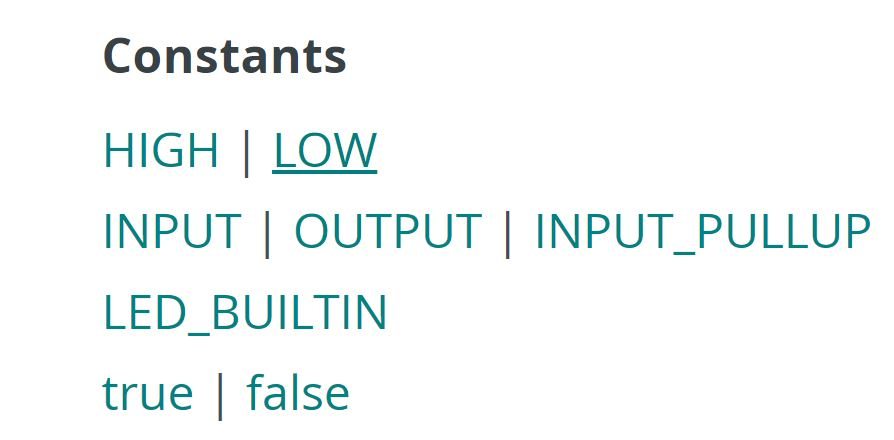 Constants
HIGH | LOW
INPUT | OUTPUT | INPUT_PULLUP
LED_BUILTIN
true | false